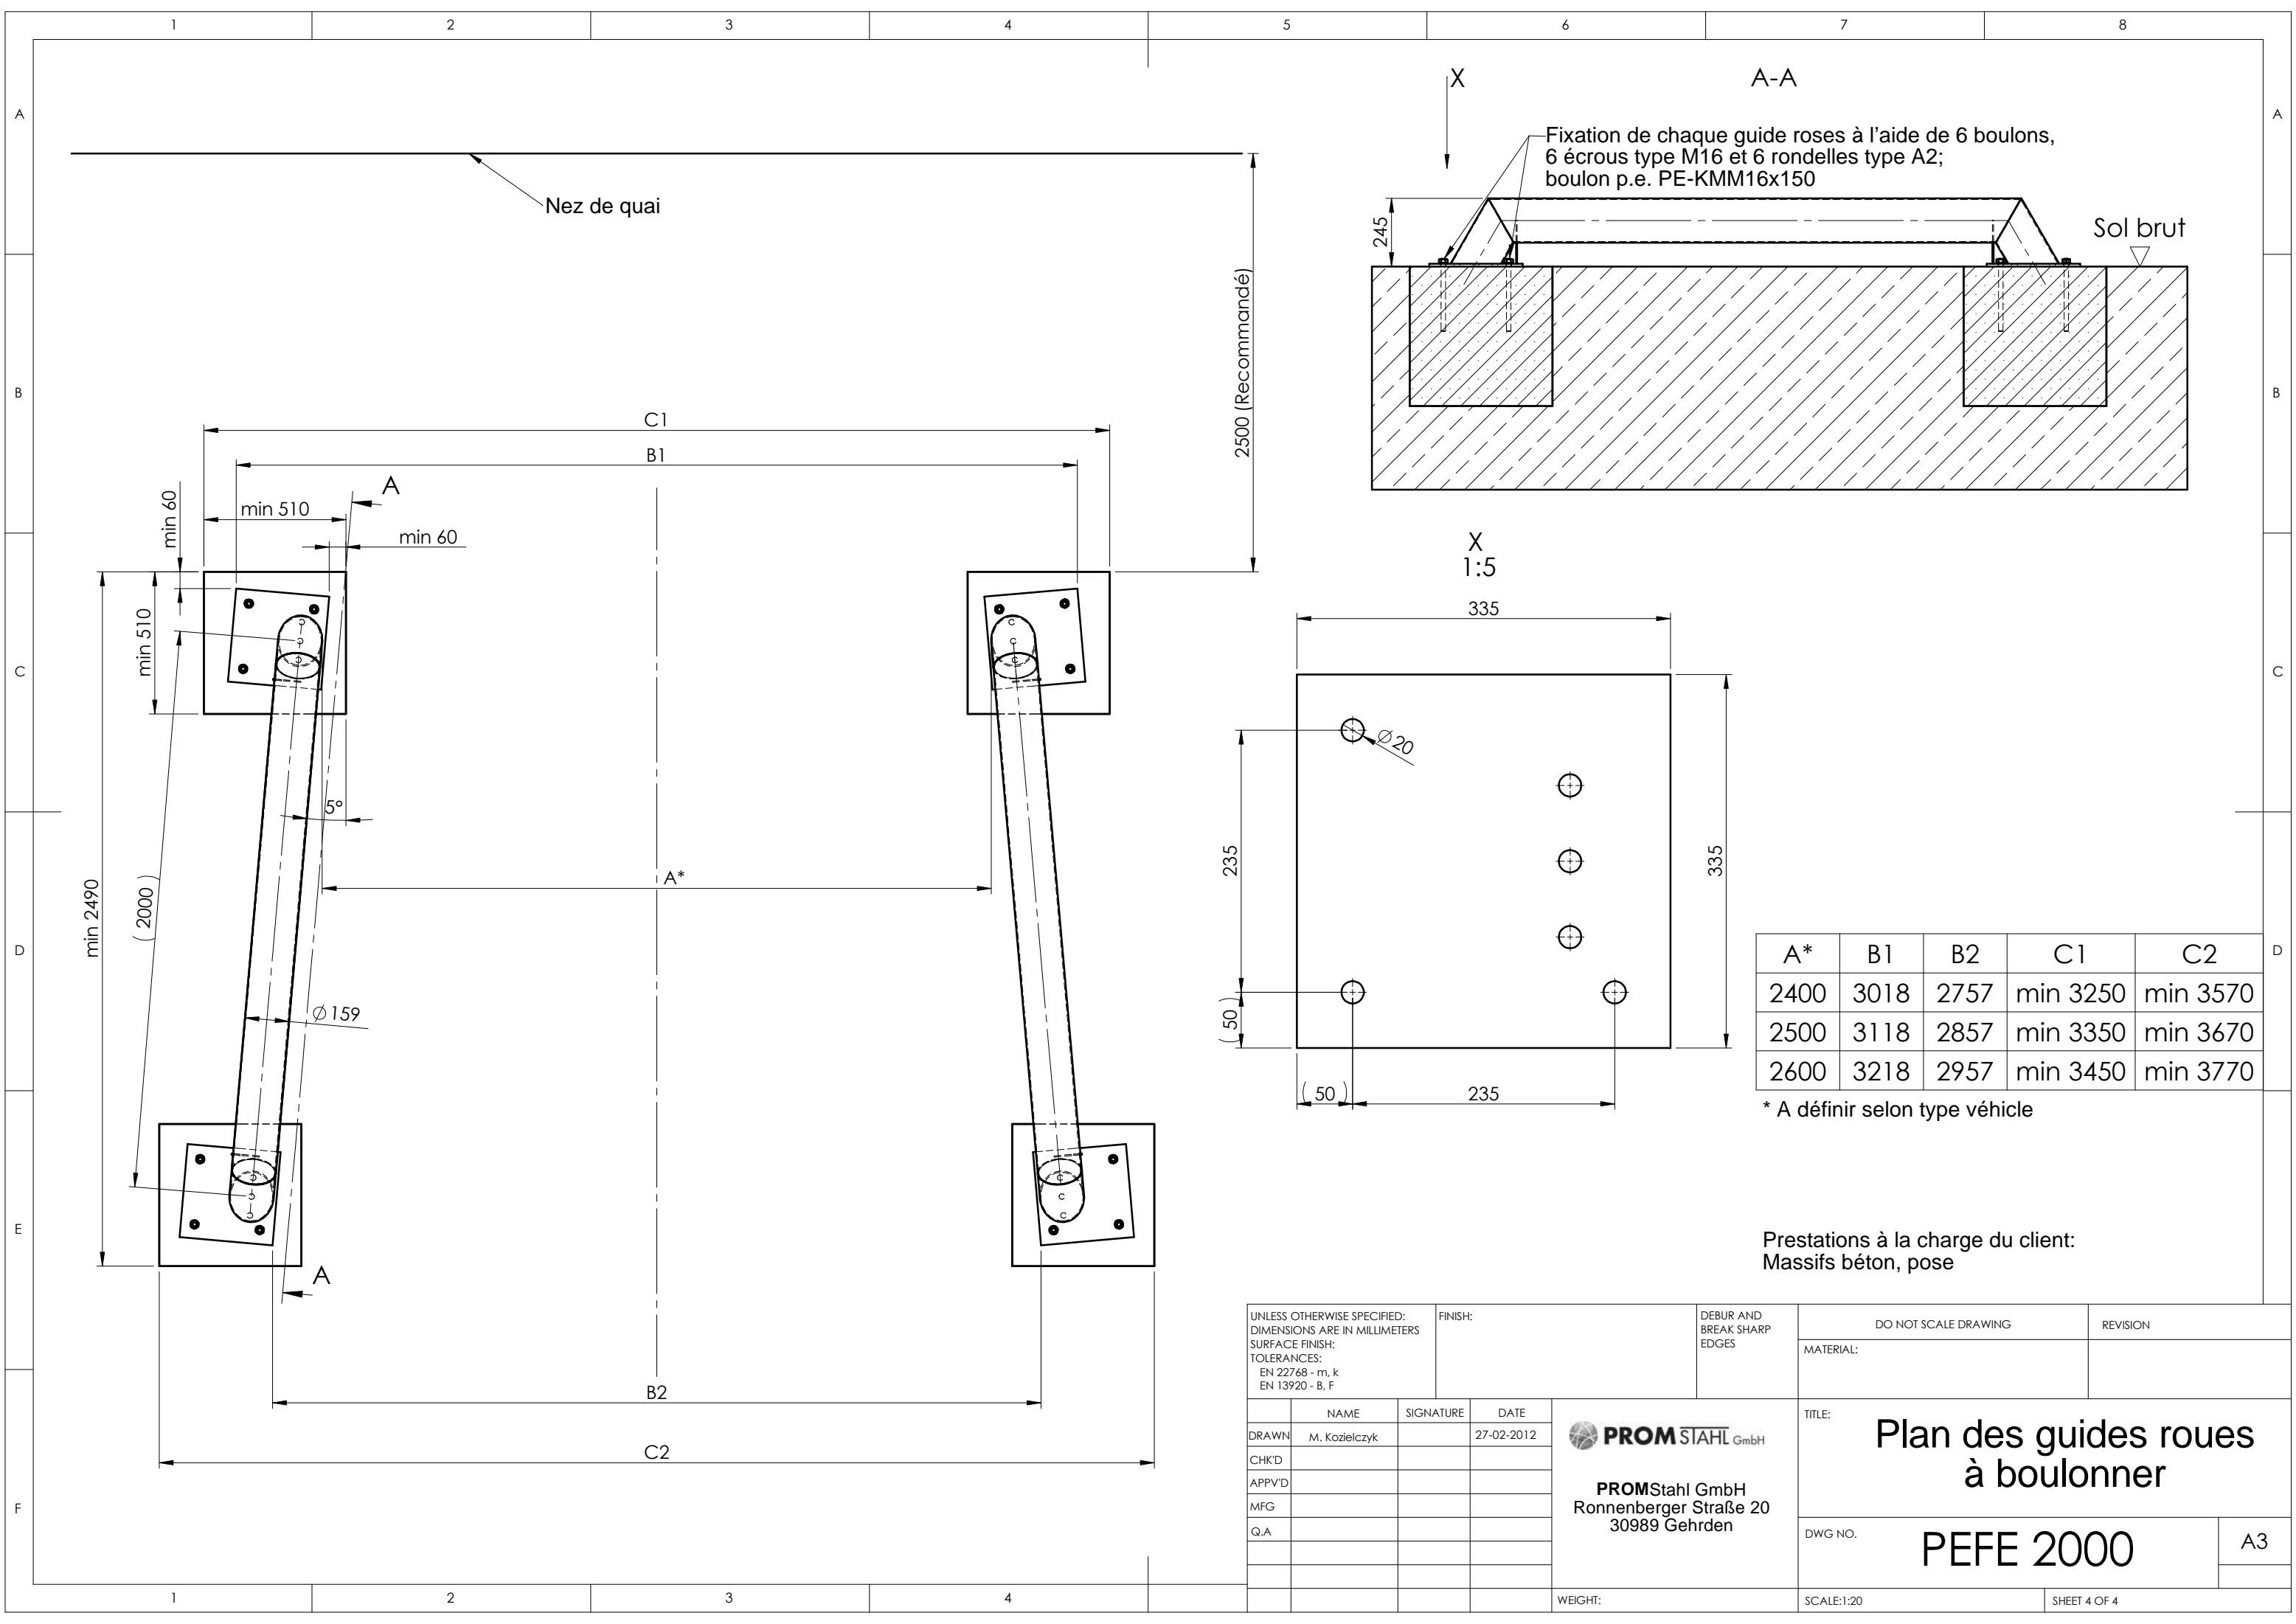 1 2 3 4 5 6 7 8
A
B
C
D
E
F
A
B
C
D
Nez de quai
2500 (Recommandé)
C1
B1
A
min 60
min 510
min 60
min 510
min 2490
(2000)
5°
A*
Ø159
A
B2
C2
X
A-A
Fixation de chaque guide roses à l'aide de 6 boulons,
6 écrous type M16 et 6 rondelles type A2;
boulon p.e. PE-KMM16x150
245
Sol brut
X
1:5
335
Ø20
235
335
(50)
(50)
235
A* B1 B2 C1 C2
2400 3018 2757 min 3250 min 3570
2500 3118 2857 min 3350 min 3670
2600 3218 2957 min 3450 min 3770
* A définir selon type véhicle
Prestations à la charge du client:
Massifs béton, pose
UNLESS OTHERWISE SPECIFIED:
DIMENSIONS ARE IN MILLIMETERS
SURFACE FINISH:
TOLERANCES:
EN 22768 - m, k
EN 13920 - B, F
FINISH:
DEBUR AND
BREAK SHARP
EDGES
DO NOT SCALE DRAWING
REVISION
MATERIAL:
NAME SIGNATURE DATE
DRAWN M. Kozielczyk 27-02-2012
CHK'D
APPV'D
MFG
Q.A
PROMSTAHL GmbH
PROMStahl GmbH
Ronnenberger Straße 20
30989 Gehrden
TITLE:
Plan des guides roues
à boulonner
DWG NO.
PEFE 2000
A3
WEIGHT:
SCALE:1:20
SHEET 4 OF 4
1 2 3 4